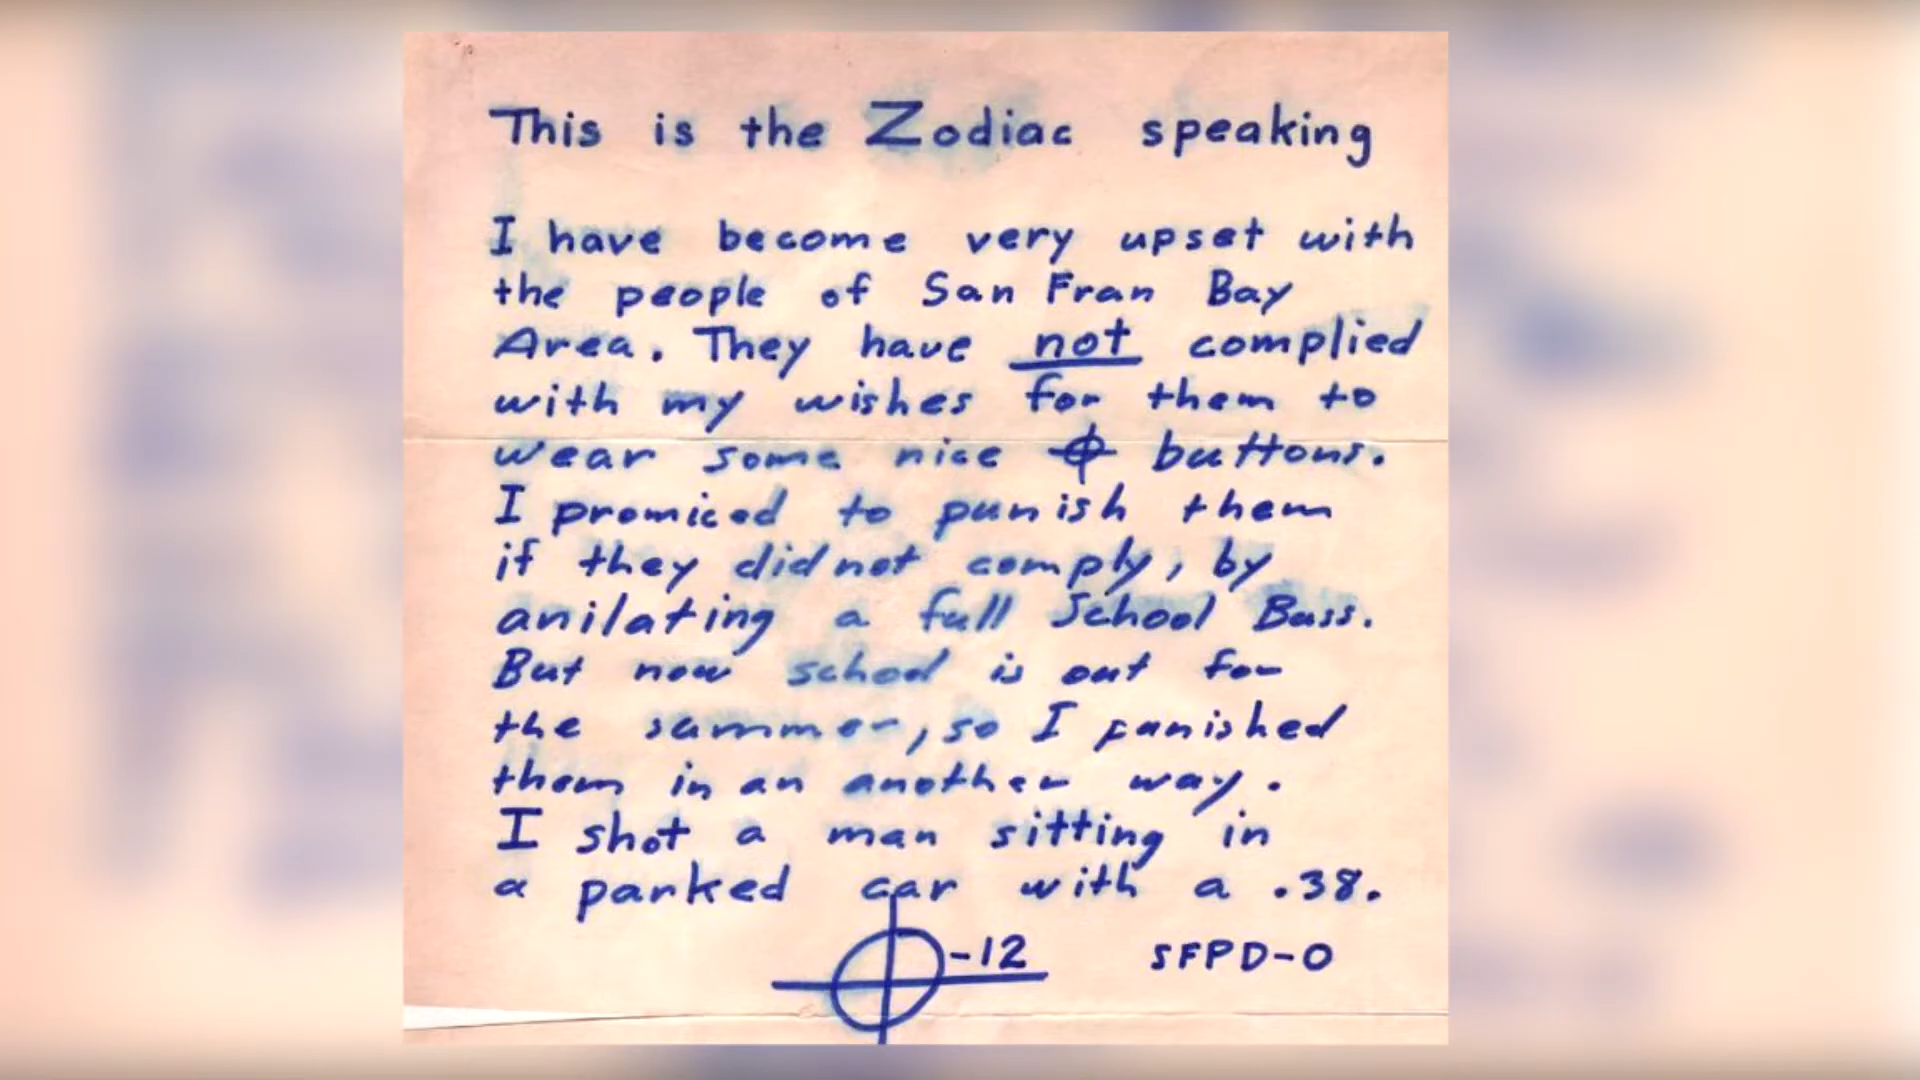 This is the Zodiac speaking
I have become very upset with
the people of San Fran Bay
Area. They have not complied
with my wishes for them to
wear some nice ⌖ buttons.
I promiced to punish them
if they did not comply, by
anilating a full School Buss.
But now school is out for
the summer, so I punished
them in an another way.
I shot a man sitting in
a parked car with a .38.
⌖-12 SFPD-0